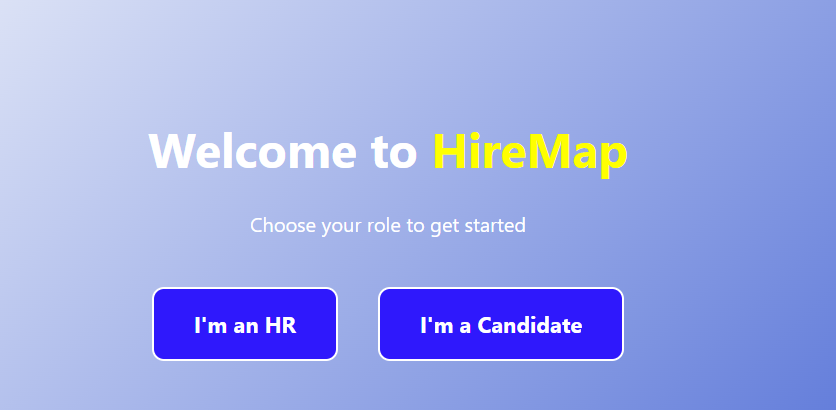 Welcome to HireMap
Choose your role to get started
I'm an HR
I'm a Candidate